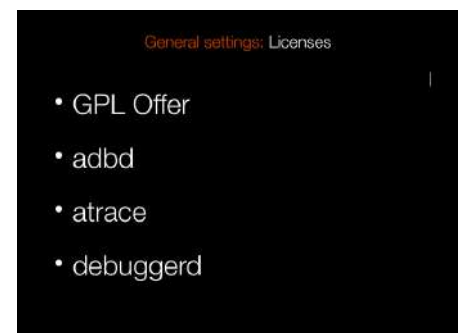 General settings: Licenses
• GPL Offer
• adbd
• atrace
• debuggerd